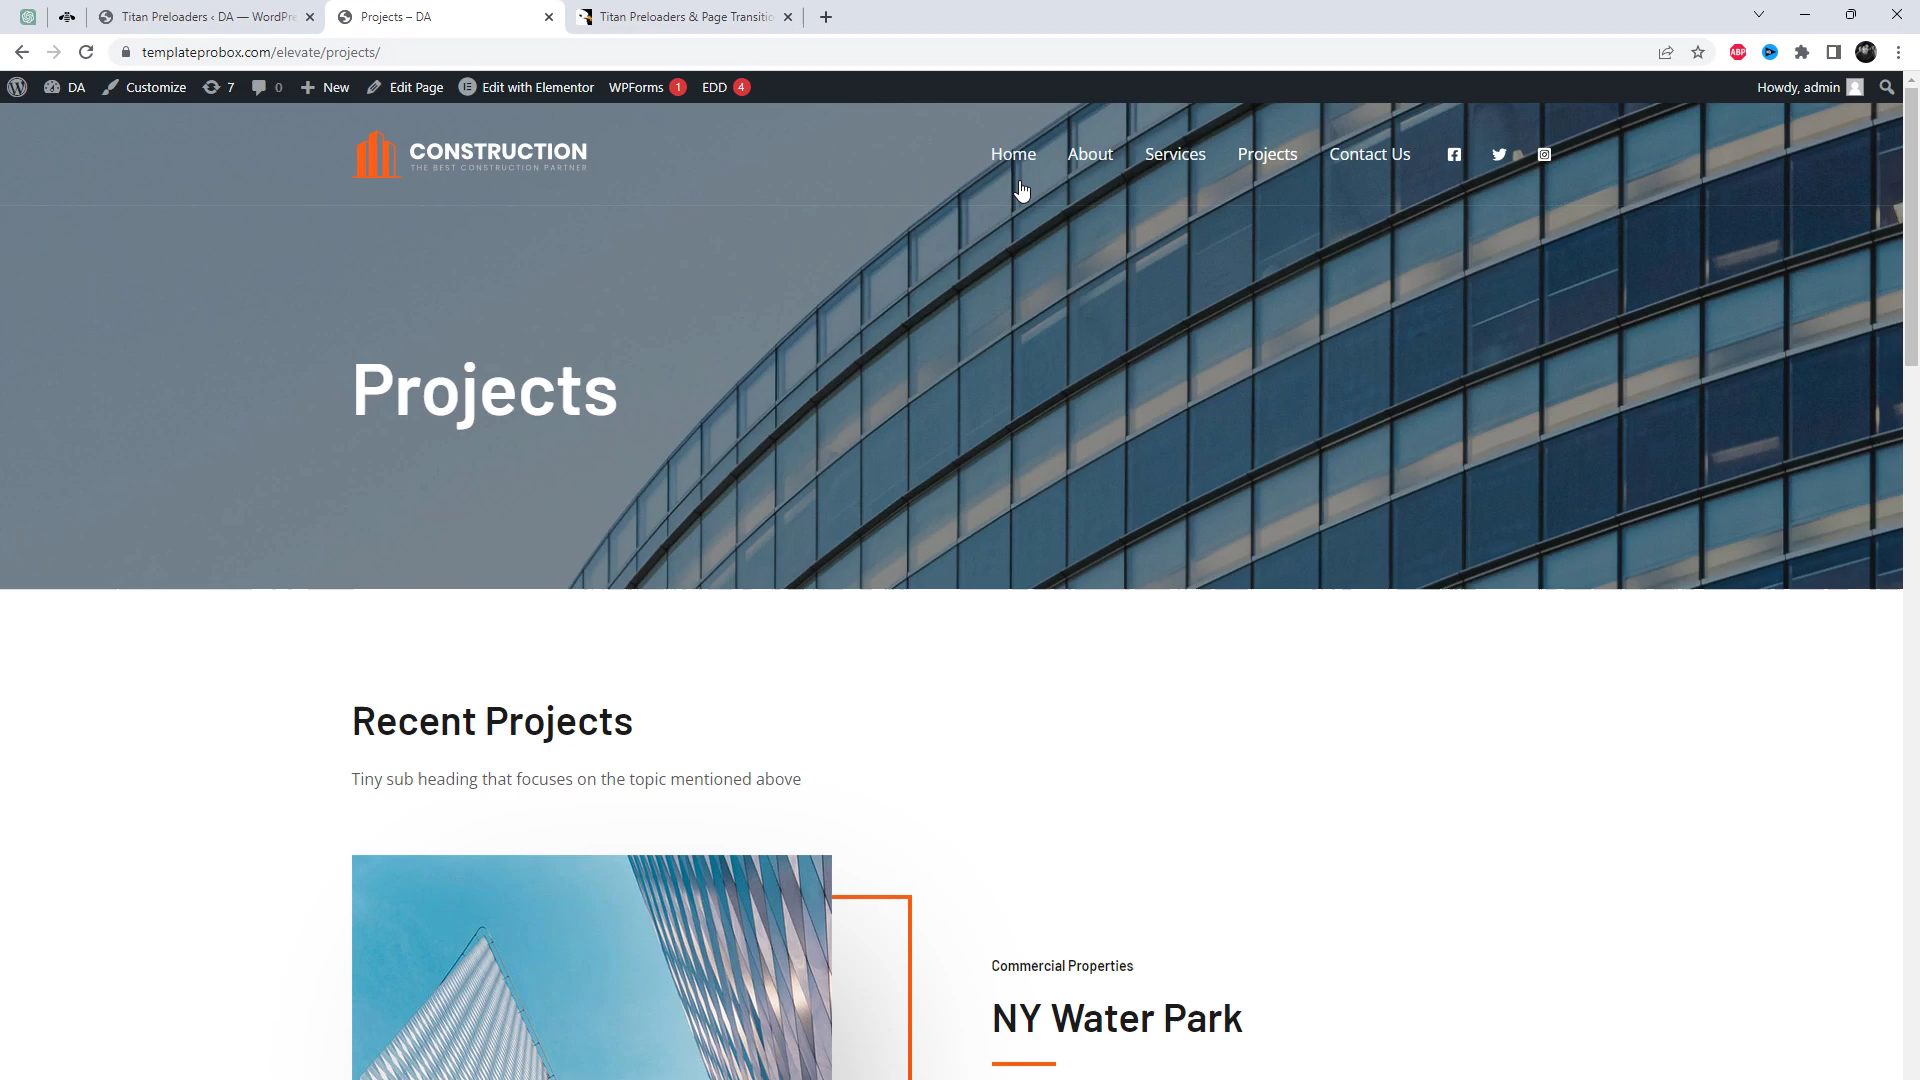 Titan Preloaders ‹ DA — WordPre
Projects – DA
Titan Preloaders & Page Transitio
templateprobox.com/elevate/projects/
ABP
DA
Customize
7
0
New
Edit Page
Edit with Elementor
WPForms 1
EDD 4
Howdy, admin
CONSTRUCTION
THE BEST CONSTRUCTION PARTNER
Home
About
Services
Projects
Contact Us
Projects
Recent Projects
Tiny sub heading that focuses on the topic mentioned above
Commercial Properties
NY Water Park